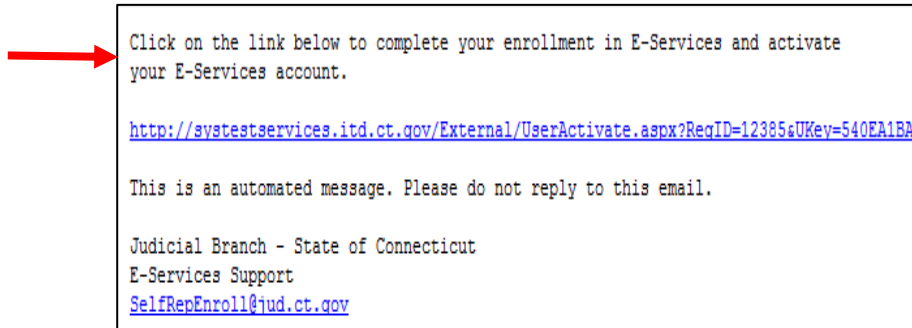 Click on the link below to complete your enrollment in E-Services and activate
your E-Services account.
http://systestservices.itd.ct.gov/External/UserActivate.aspx?RegID=12385&UKey=540EA1BA
This is an automated message. Please do not reply to this email.
Judicial Branch - State of Connecticut
E-Services Support
SelfRepEnroll@jud.ct.gov